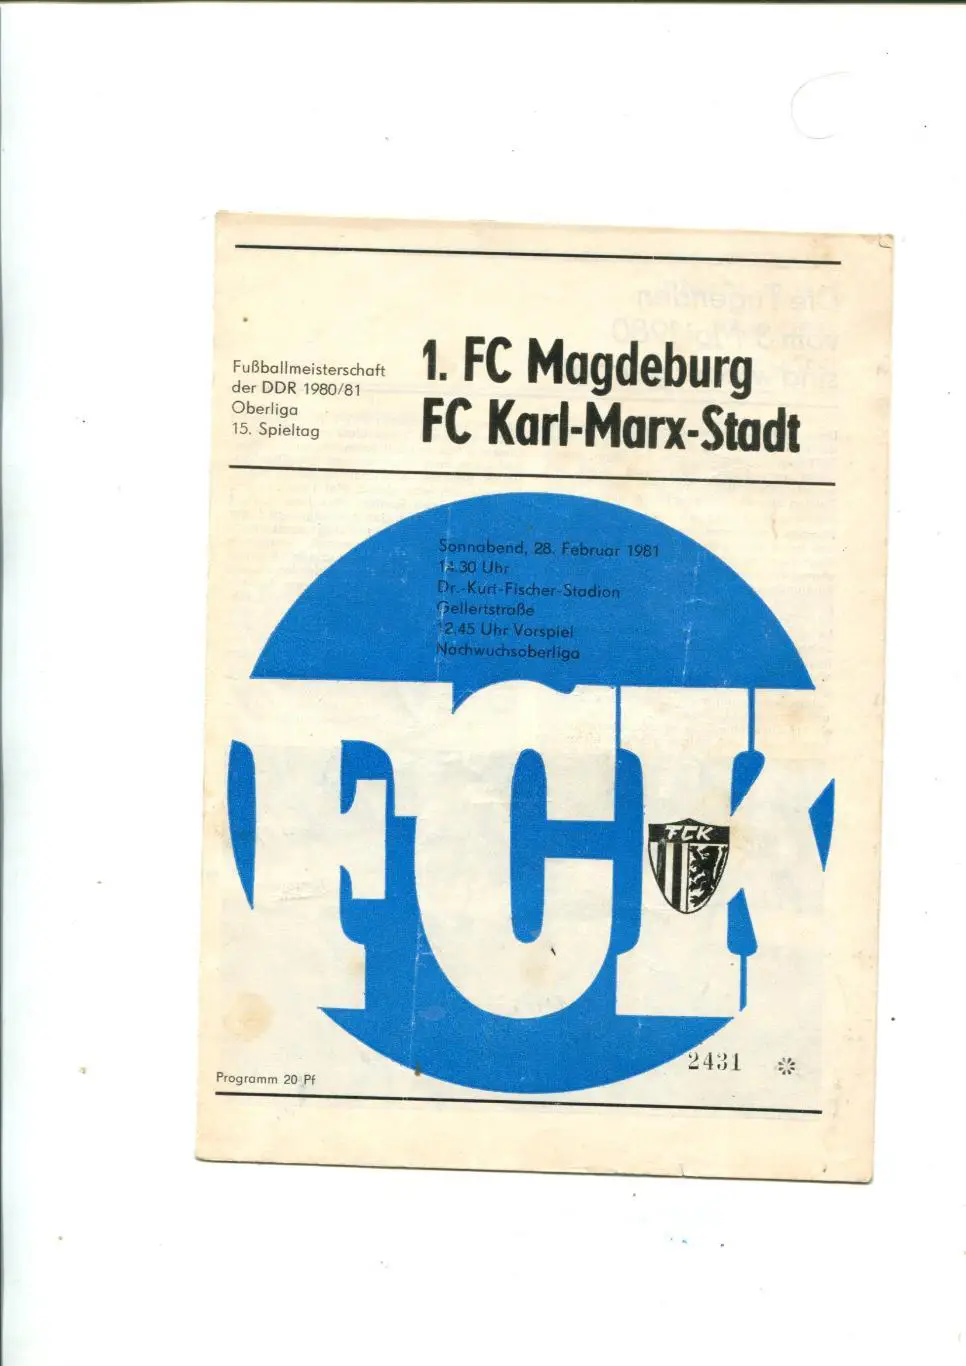 Fußballmeisterschaft
der DDR 1980/81
Oberliga
15. Spieltag
1. FC Magdeburg
FC Karl-Marx-Stadt
Sonnabend, 28. Februar 1981
14.30 Uhr
Dr.-Kurt-Fischer-Stadion
Gellertstraße
12.45 Uhr Vorspiel
Nachwuchsoberliga
FCK
FCK
2431
Programm 20 Pf